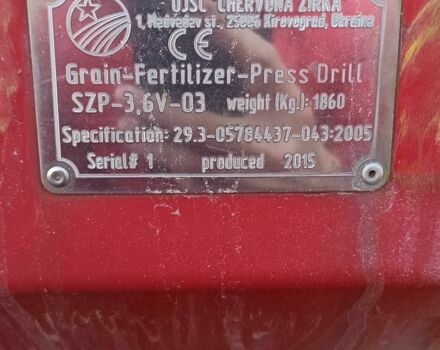 OJSC "CHERVONA ZIRKA"
1, Medvedev st., 25006 Kirovograd, Ukraine
CE
Grain-Fertilizer-Press Drill
SZP-3,6V-03 weight (Kg.): 1860
Specification: 29.3-05784437-043:2005
Serial# 1 produced 2015